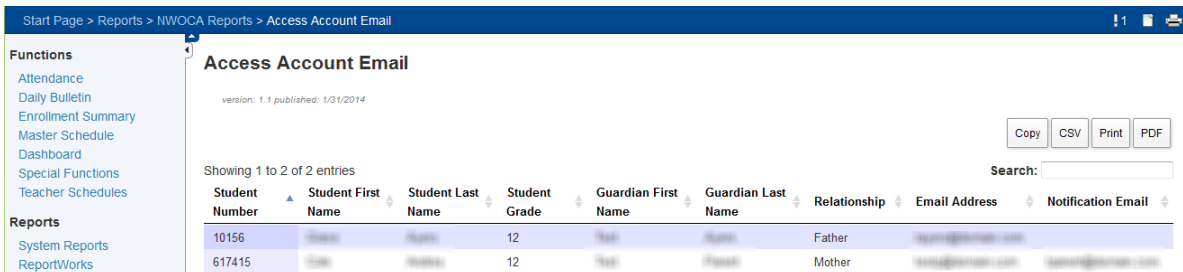 Start Page > Reports > NWOCA Reports > Access Account Email
!1
Functions
Attendance
Daily Bulletin
Enrollment Summary
Master Schedule
Dashboard
Special Functions
Teacher Schedules
Reports
System Reports
ReportWorks
Access Account Email
version: 1.1 published: 1/31/2014
Copy CSV Print PDF
Showing 1 to 2 of 2 entries Search:
Student Number Student First Name Student Last Name Student Grade Guardian First Name Guardian Last Name Relationship Email Address Notification Email
10156 12 Father
617415 12 Mother